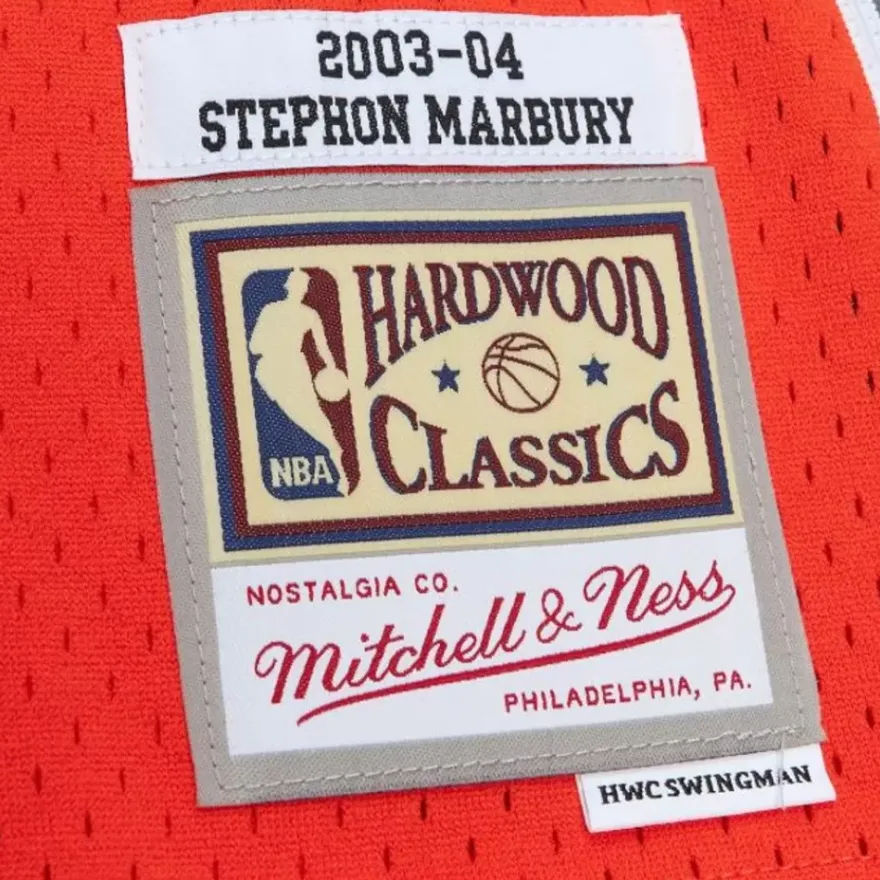 2003-04
STEPHON MARBURY
HARDWOOD
CLASSICS
NBA
NOSTALGIA CO.
Mitchell & Ness
PHILADELPHIA, PA.
HWC SWINGMAN